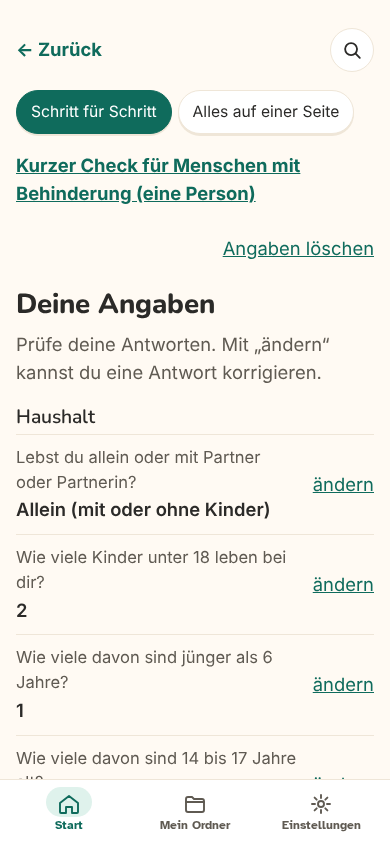 ← Zurück
Schritt für Schritt
Alles auf einer Seite
Kurzer Check für Menschen mit
Behinderung (eine Person)
Angaben löschen
Deine Angaben
Prüfe deine Antworten. Mit „ändern“
kannst du eine Antwort korrigieren.
Haushalt
Lebst du allein oder mit Partner
oder Partnerin?
ändern
Allein (mit oder ohne Kinder)
Wie viele Kinder unter 18 leben bei
dir?
ändern
2
Wie viele davon sind jünger als 6
Jahre?
ändern
1
Wie viele davon sind 14 bis 17 Jahre
Start
Mein Ordner
Einstellungen